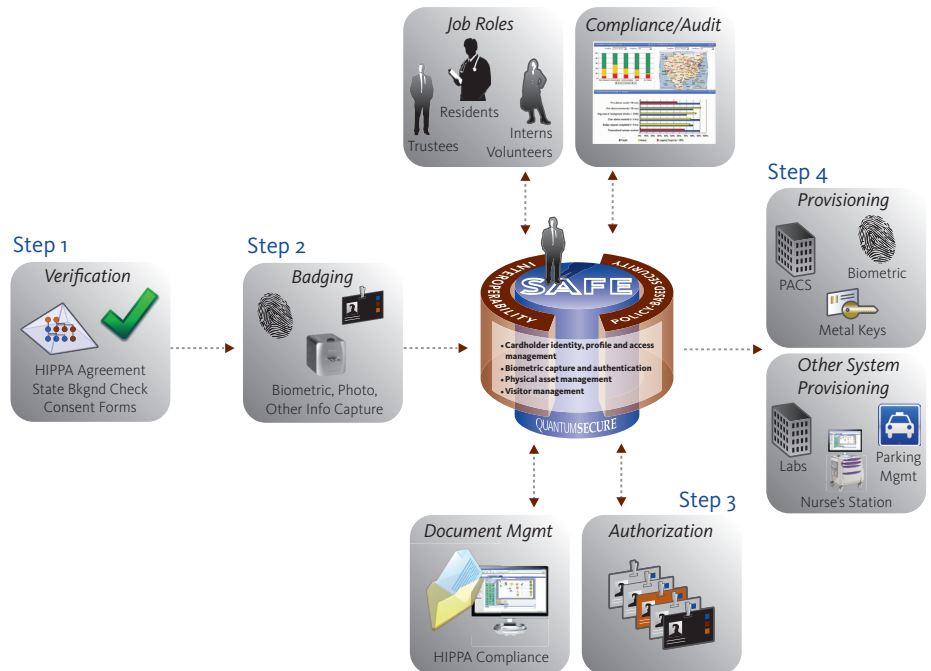 Job Roles
Residents
Trustees
Interns
Volunteers
Compliance/Audit
Step 1
Verification
HIPPA Agreement
State Bkgnd Check
Consent Forms
Step 2
Badging
Biometric, Photo,
Other Info Capture
INTEROPERABILITY
POLICY-BASED SECURITY
SAFE
• Cardholder identity, profile and access
management
• Biometric capture and authentication
• Physical asset management
• Visitor management
QUANTUMSECURE
Step 4
Provisioning
PACS
Biometric
Metal Keys
Other System
Provisioning
Labs
Parking
Mgmt
Nurse's Station
Document Mgmt
HIPPA Compliance
Step 3
Authorization